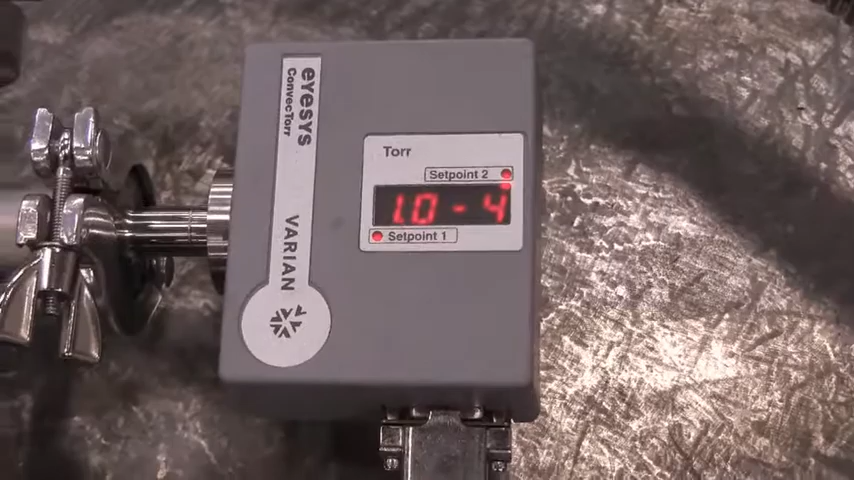 eyesys
ConvecTorr
VARIAN
Torr
Setpoint 2
1.0 - 4
Setpoint 1